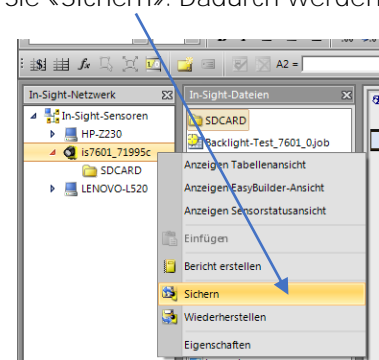 Sie «Sichern». Dadurch werden
A2 =
In-Sight-Netzwerk
In-Sight-Sensoren
HP-Z230
is7601_71995c
SDCARD
LENOVO-L520
In-Sight-Dateien
SDCARD
Backlight-Test_7601_0.job
Anzeigen Tabellenansicht
Anzeigen EasyBuilder-Ansicht
Anzeigen Sensorstatusansicht
Einfügen
Bericht erstellen
Sichern
Wiederherstellen
Eigenschaften